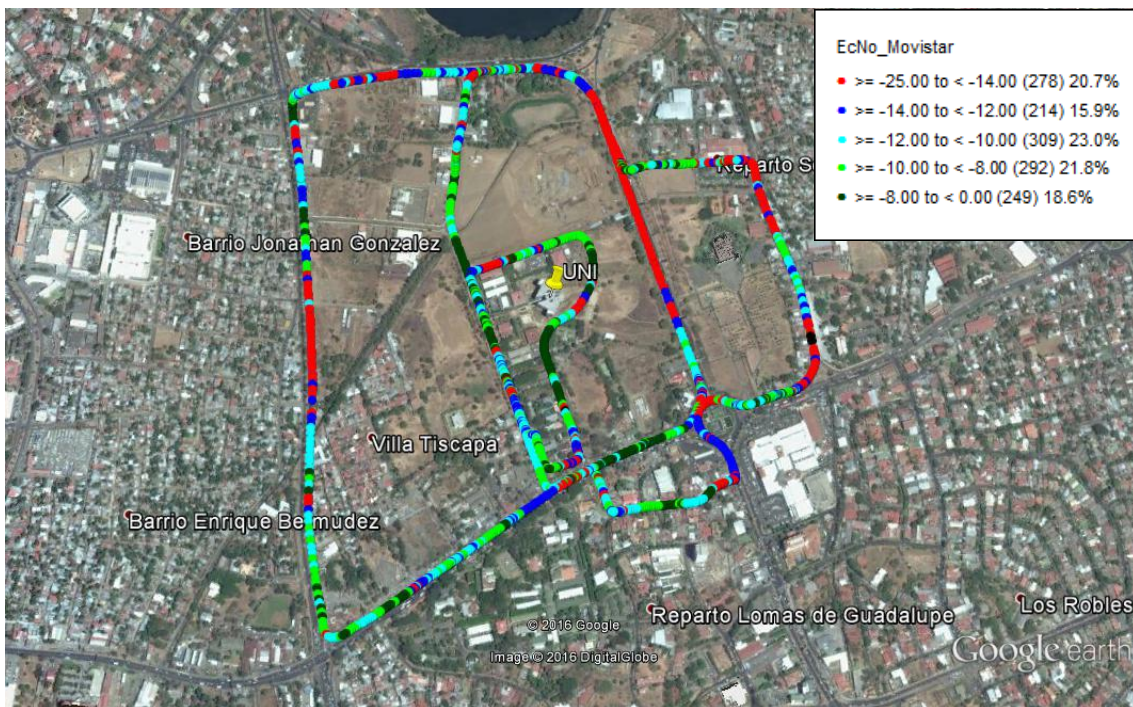 EcNo_Movistar
>= -25.00 to < -14.00 (278) 20.7%
>= -14.00 to < -12.00 (214) 15.9%
>= -12.00 to < -10.00 (309) 23.0%
>= -10.00 to < -8.00 (292) 21.8%
>= -8.00 to < 0.00 (249) 18.6%
Reparto S
Barrio Jonathan Gonzalez
UNI
Villa Tiscapa
Barrio Enrique Bermudez
Reparto Lomas de Guadalupe
Los Robles
© 2016 Google
Image © 2016 DigitalGlobe
Google earth